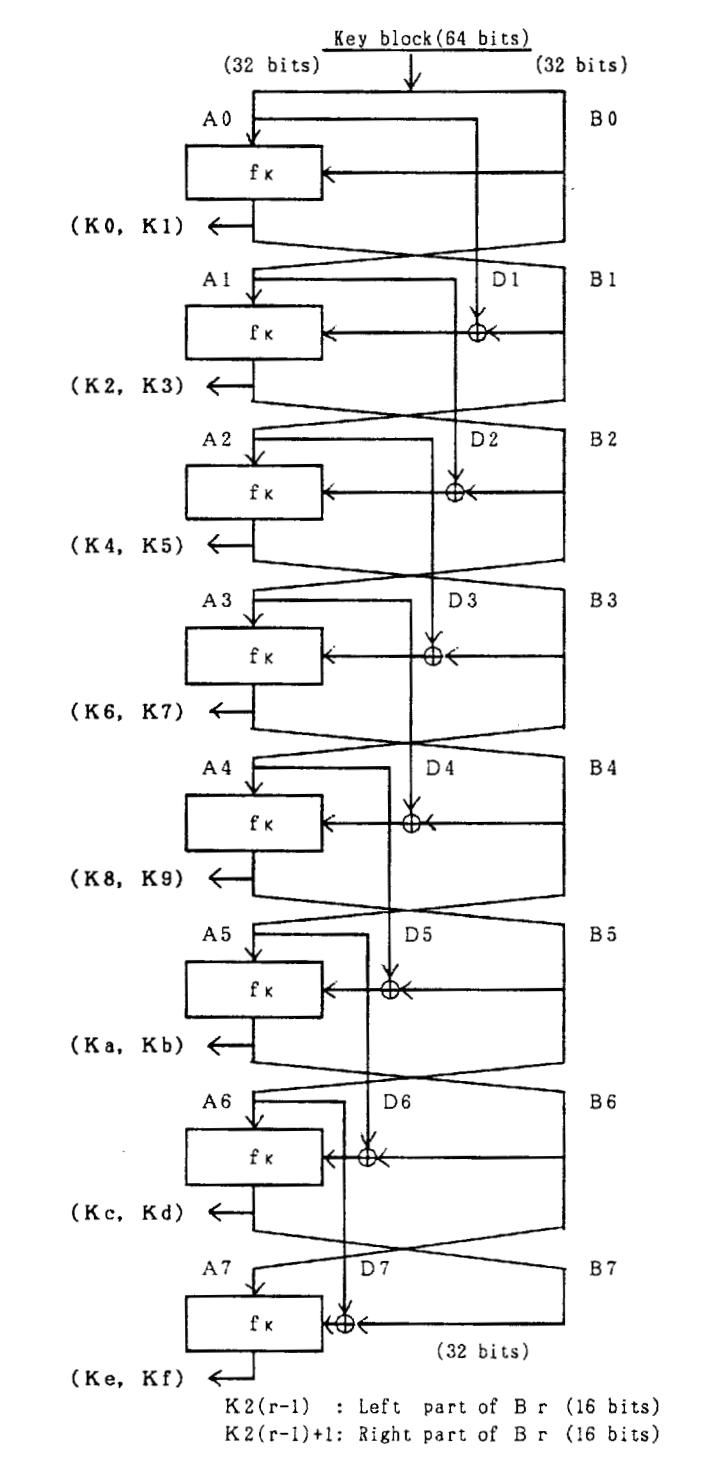 Key block(64 bits)
(32 bits) (32 bits)
A0 B0
fK
(K0, K1)
A1 D1 B1
fK
(K2, K3)
A2 D2 B2
fK
(K4, K5)
A3 D3 B3
fK
(K6, K7)
A4 D4 B4
fK
(K8, K9)
A5 D5 B5
fK
(Ka, Kb)
A6 D6 B6
fK
(Kc, Kd)
A7 D7 B7
fK
(32 bits)
(Ke, Kf)
K2(r-1) : Left part of B r (16 bits)
K2(r-1)+1: Right part of B r (16 bits)